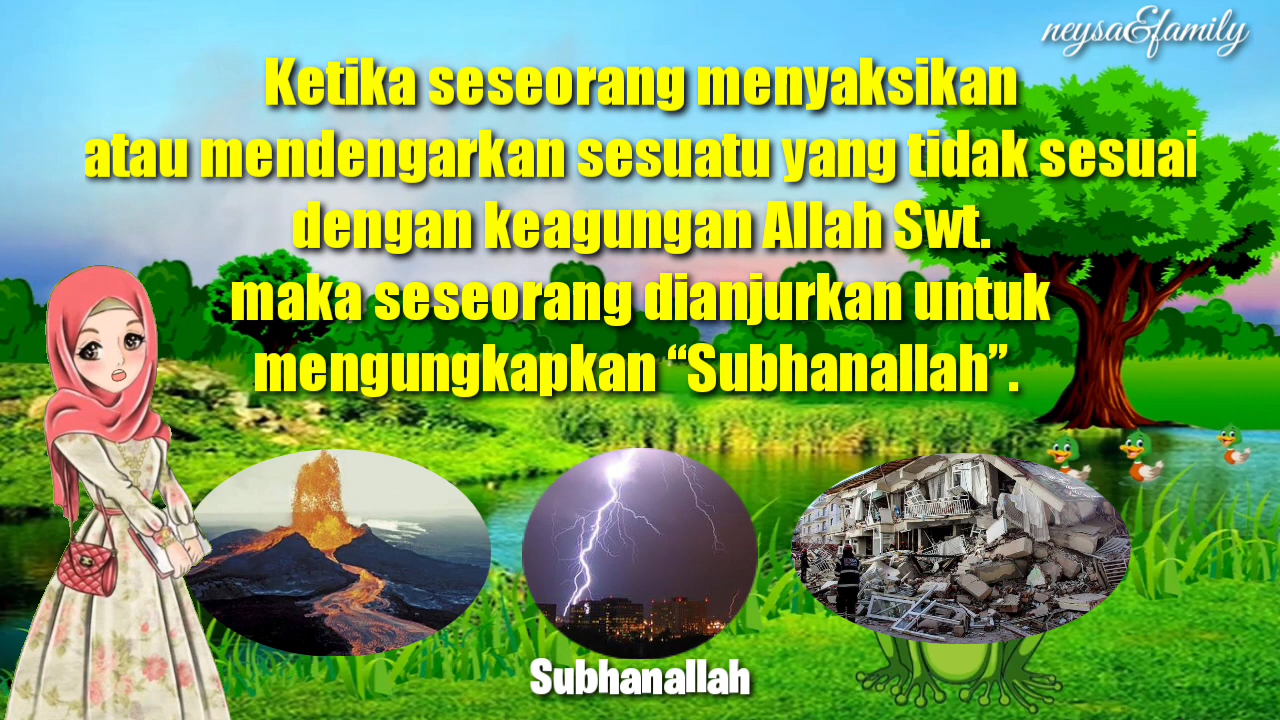 neysa&family
Ketika seseorang menyaksikan
atau mendengarkan sesuatu yang tidak sesuai
dengan keagungan Allah Swt.
maka seseorang dianjurkan untuk
mengungkapkan “Subhanallah”.
Subhanallah